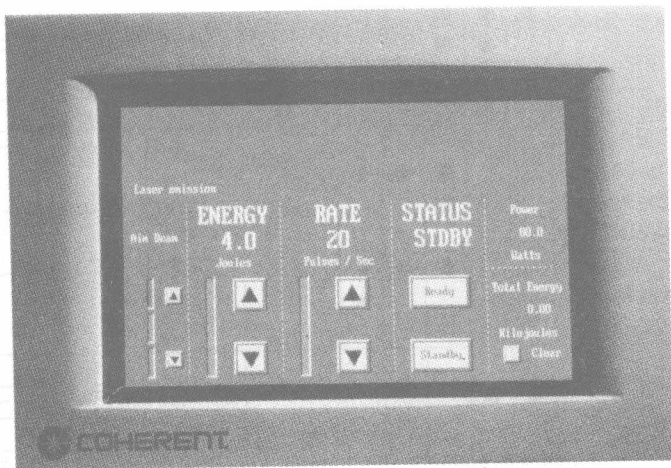 Laser emission
Aim Beam
ENERGY
4.0
Joules
RATE
20
Pulses / Sec
STATUS
STDBY
Ready
Standby
Power
80.0
Watts
Total Energy
0.00
Kilojoules
Clear
COHERENT